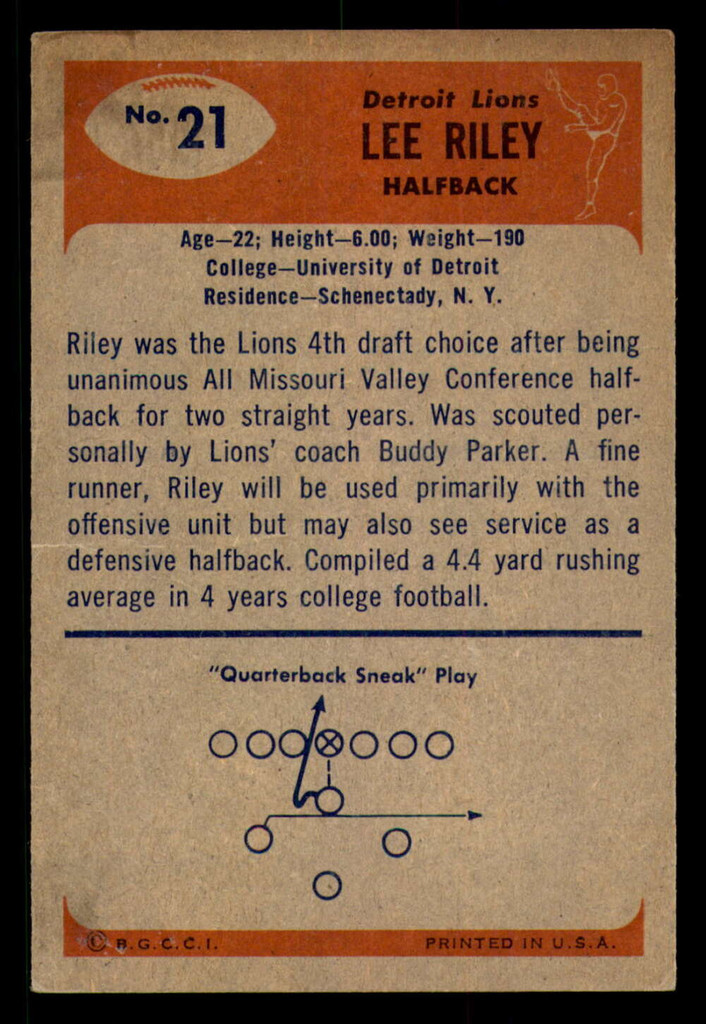 No. 21
Detroit Lions
LEE RILEY
HALFBACK
Age—22; Height—6.00; Weight—190
College—University of Detroit
Residence—Schenectady, N. Y.
Riley was the Lions 4th draft choice after being
unanimous All Missouri Valley Conference half-
back for two straight years. Was scouted per-
sonally by Lions' coach Buddy Parker. A fine
runner, Riley will be used primarily with the
offensive unit but may also see service as a
defensive halfback. Compiled a 4.4 yard rushing
average in 4 years college football.
"Quarterback Sneak" Play
© B.G.C.C.I.
PRINTED IN U.S.A.